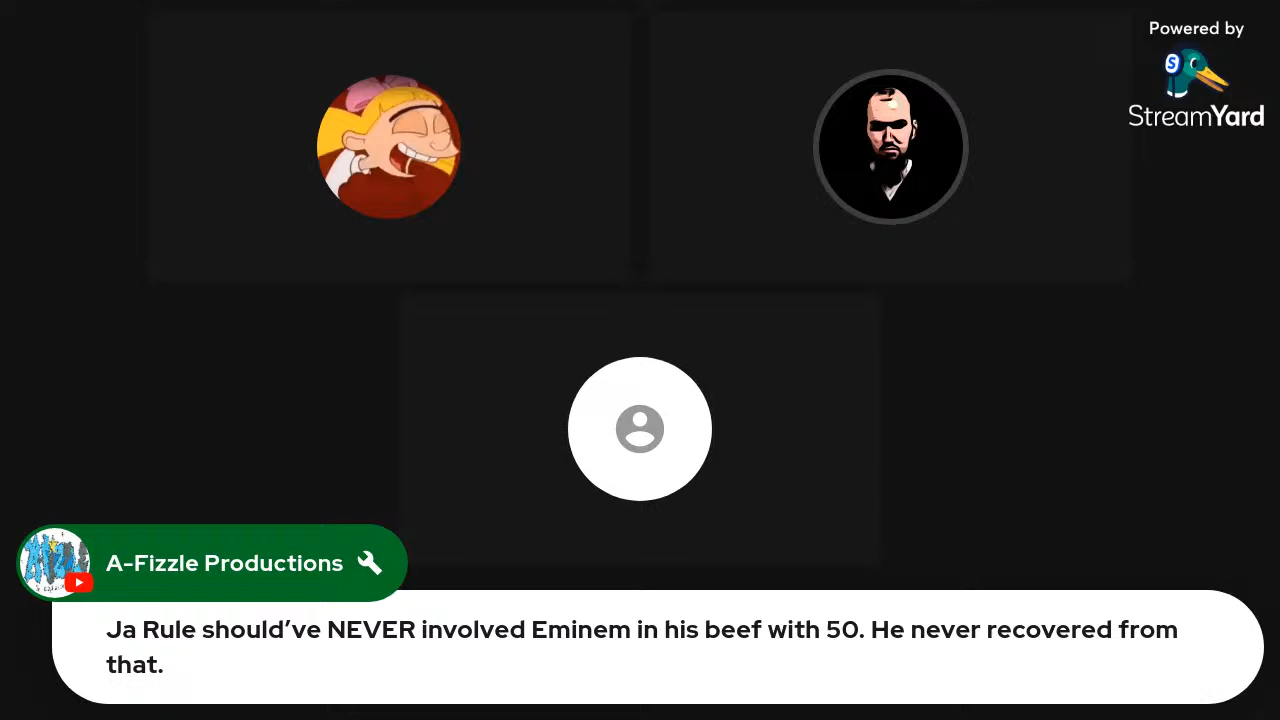 Powered by
StreamYard
A-Fizzle Productions
Ja Rule should’ve NEVER involved Eminem in his beef with 50. He never recovered from
that.